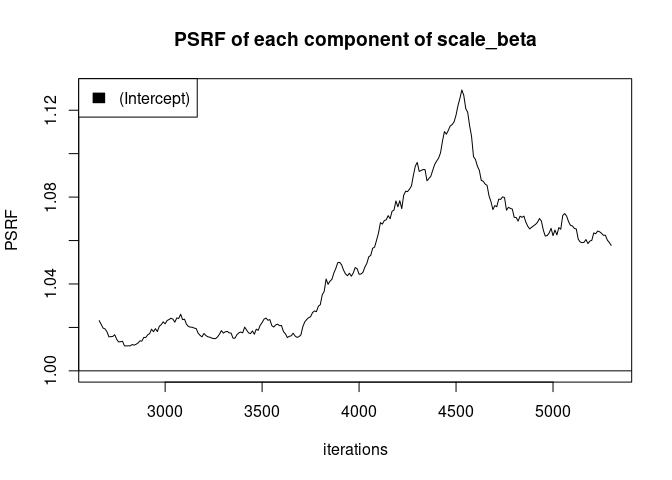 PSRF of each component of scale_beta
(Intercept)
PSRF
1.12
1.08
1.04
1.00
3000 3500 4000 4500 5000
iterations